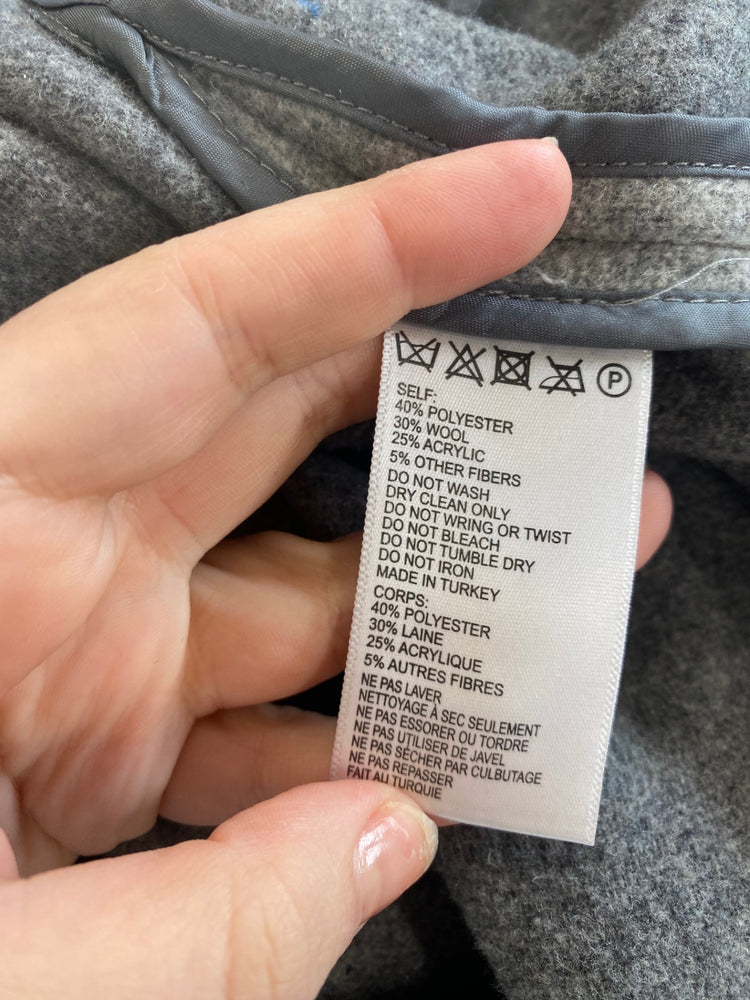 P
SELF:
40% POLYESTER
30% WOOL
25% ACRYLIC
5% OTHER FIBERS
DO NOT WASH
DRY CLEAN ONLY
DO NOT WRING OR TWIST
DO NOT BLEACH
DO NOT TUMBLE DRY
DO NOT IRON
MADE IN TURKEY
CORPS:
40% POLYESTER
30% LAINE
25% ACRYLIQUE
5% AUTRES FIBRES
NE PAS LAVER
NETTOYAGE À SEC SEULEMENT
NE PAS ESSORER OU TORDRE
NE PAS UTILISER DE JAVEL
NE PAS SÉCHER PAR CULBUTAGE
NE PAS REPASSER
FAIT AU TURQUIE